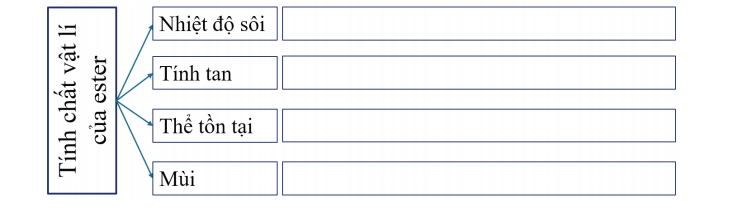 Tính chất vật lí
của ester
Nhiệt độ sôi
Tính tan
Thể tồn tại
Mùi